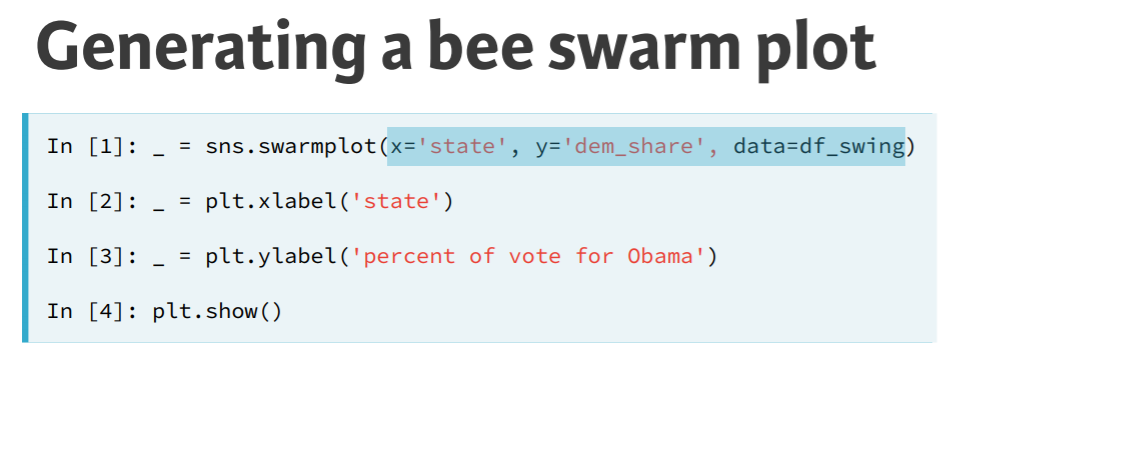 Generating a bee swarm plot
In [1]: _ = sns.swarmplot(x='state', y='dem_share', data=df_swing)
In [2]: _ = plt.xlabel('state')
In [3]: _ = plt.ylabel('percent of vote for Obama')
In [4]: plt.show()